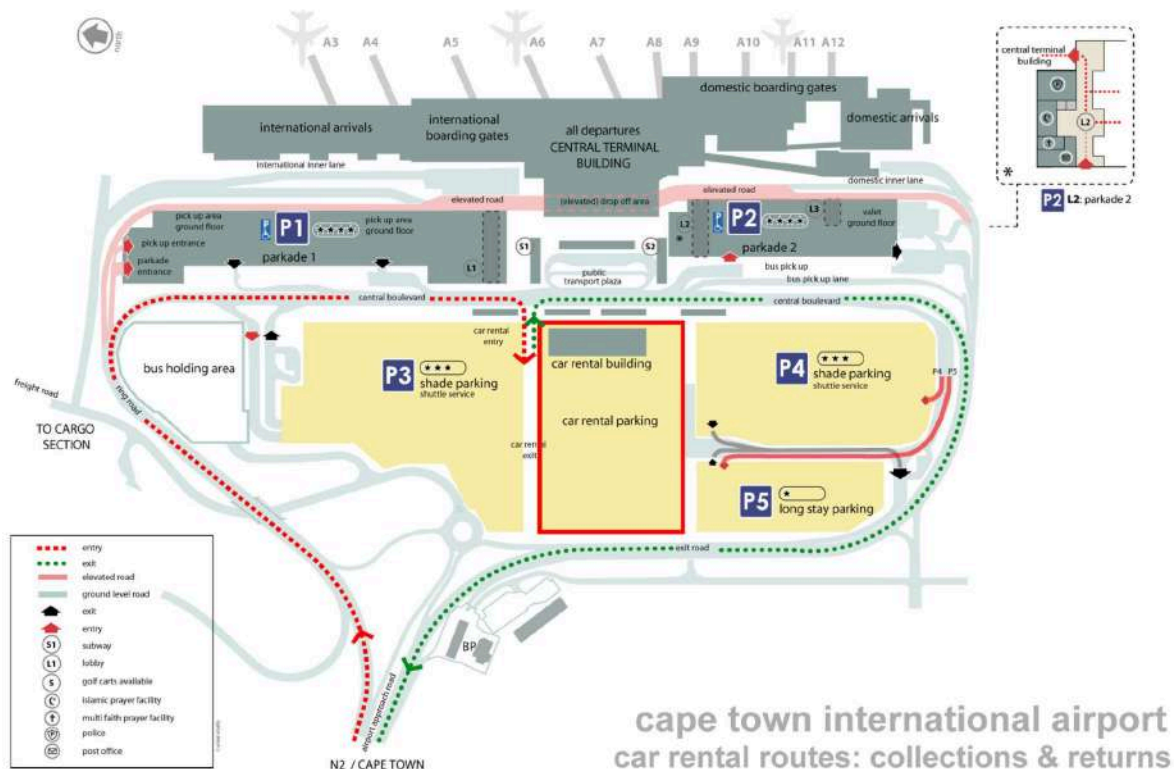 north
A3
A4
A5
A6
A7
A8
A9
A10
A11
A12
international arrivals
international
boarding gates
all departures
CENTRAL TERMINAL
BUILDING
domestic boarding gates
domestic arrivals
international inner lane
domestic inner lane
elevated road
(elevated) drop off area
elevated road
central terminal
building
L2
*
P2 L2: parkade 2
pick up area
ground floor
P1
pick up area
ground floor
pick up entrance
parkade
entrance
parkade 1
L1
S1
S2
public
transport plaza
L2
*
P2
L3
valet
ground floor
parkade 2
bus pick up
bus pick up lane
central boulevard
central boulevard
bus holding area
freight road
TO CARGO
SECTION
ring road
P3
shade parking
shuttle service
car rental
entry
car rental building
car rental parking
car rental
exit
P4
shade parking
shuttle service
P4 P5
P5
long stay parking
exit road
BP
airport approach road
N2 / CAPE TOWN
entry
exit
elevated road
ground level road
exit
entry
S1 subway
L1 lobby
S golf carts available
islamic prayer facility
multi faith prayer facility
P police
post office
cape town international airport
car rental routes: collections & returns